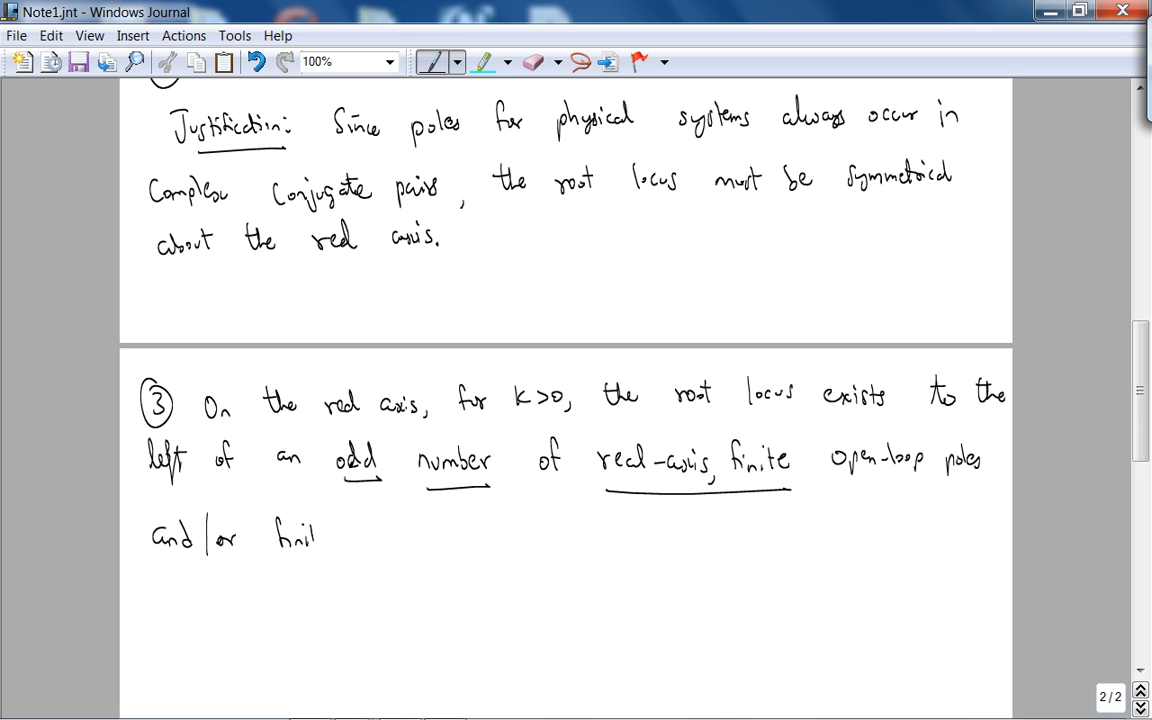 Note1.jnt - Windows Journal
File Edit View Insert Actions Tools Help
100%
Justification: Since poles for physical systems always occur in
Complex Conjugate pairs, the root locus must be symmetrical
about the real axis.
3 On the real axis, for K>0, the root locus exists to the
left of an odd number of real-axis, finite open-loop poles
and/or finit
2 / 2